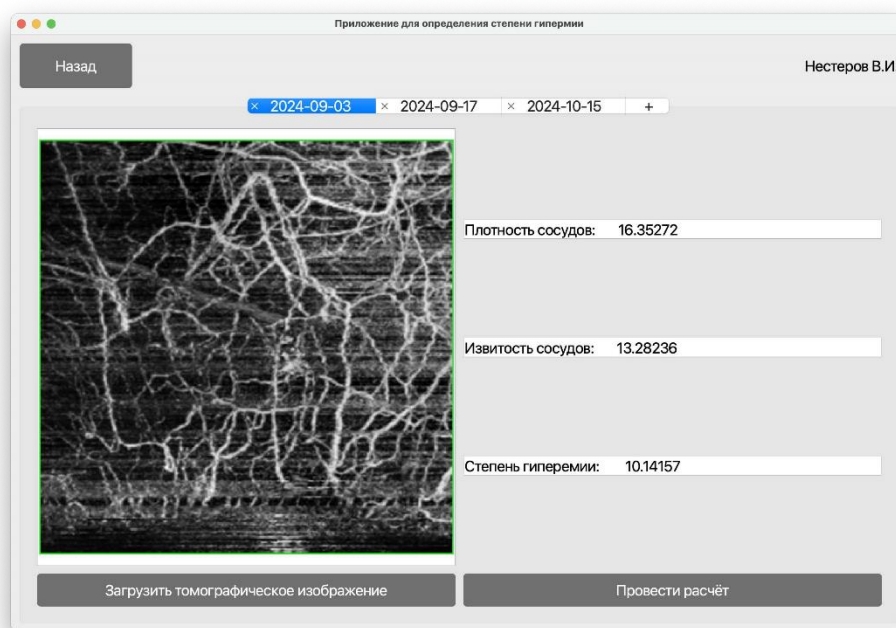 Приложение для определения степени гипермии
Назад
Нестеров В.И
× 2024-09-03 × 2024-09-17 × 2024-10-15 +
Плотность сосудов: 16.35272
Извитость сосудов: 13.28236
Степень гиперемии: 10.14157
Загрузить томографическое изображение
Провести расчёт